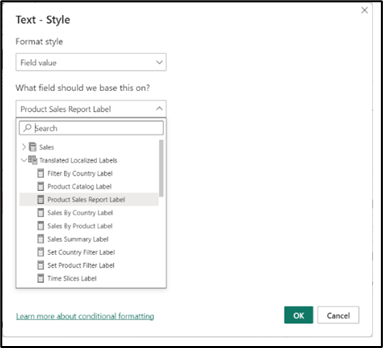 Text - Style
Format style
Field value
What field should we base this on?
Product Sales Report Label
Search
Sales
Translated Localized Labels
Filter By Country Label
Product Catalog Label
Product Sales Report Label
Sales By Country Label
Sales By Product Label
Sales Summary Label
Set Country Filter Label
Set Product Filter Label
Time Slices Label
Learn more about conditional formatting
OK
Cancel